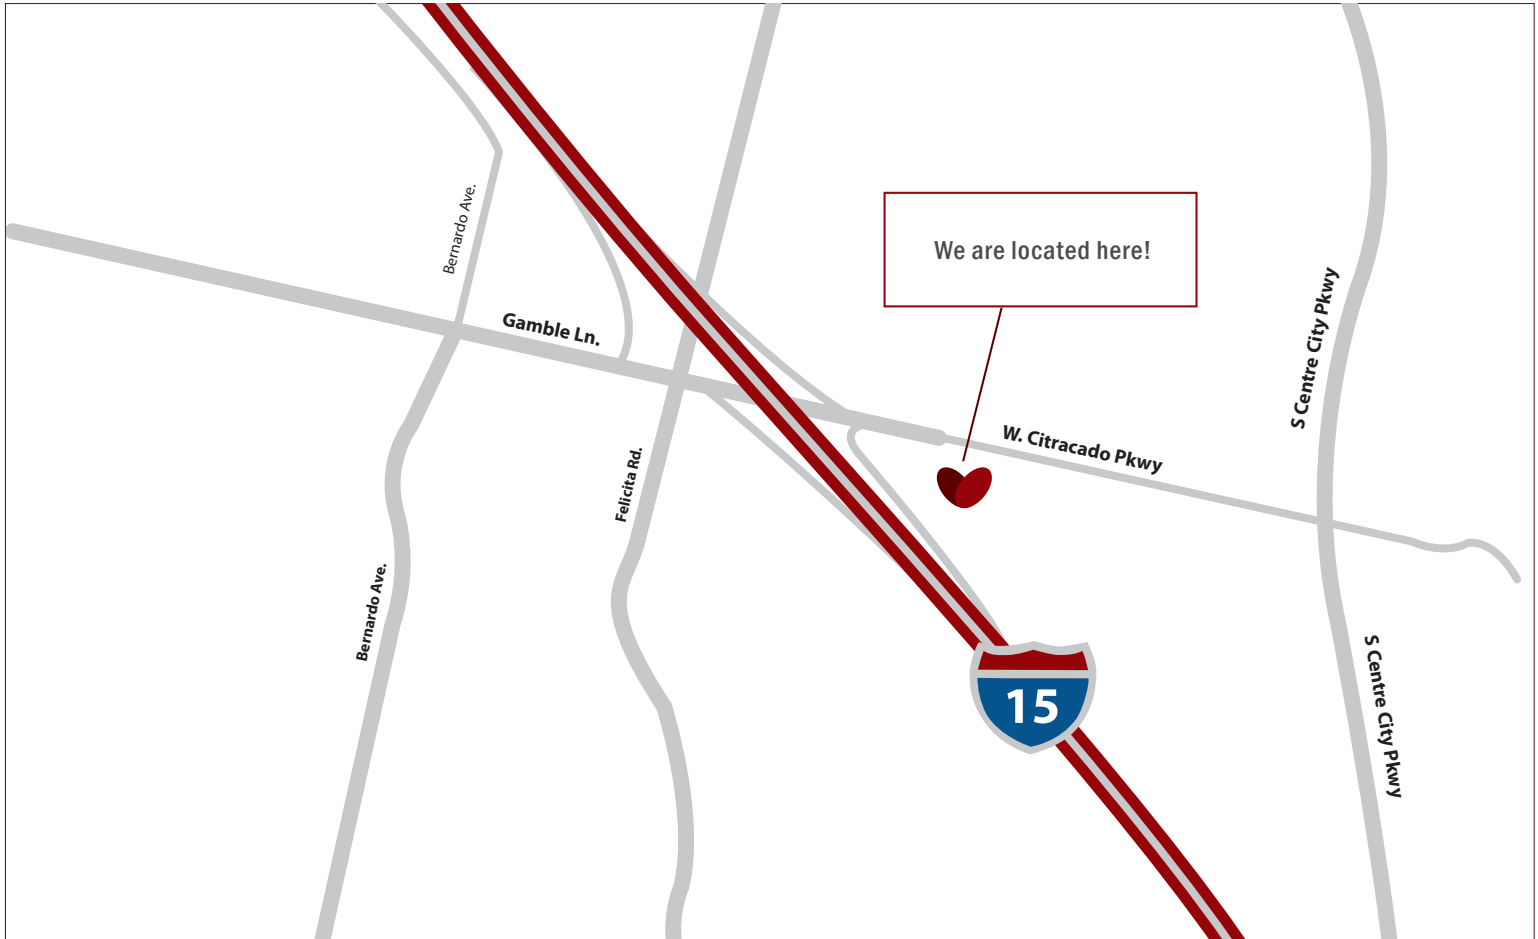 Bernardo Ave.
We are located here!
Gamble Ln.
S Centre City Pkwy
W. Citracado Pkwy
Felicita Rd.
Bernardo Ave.
15
S Centre City Pkwy